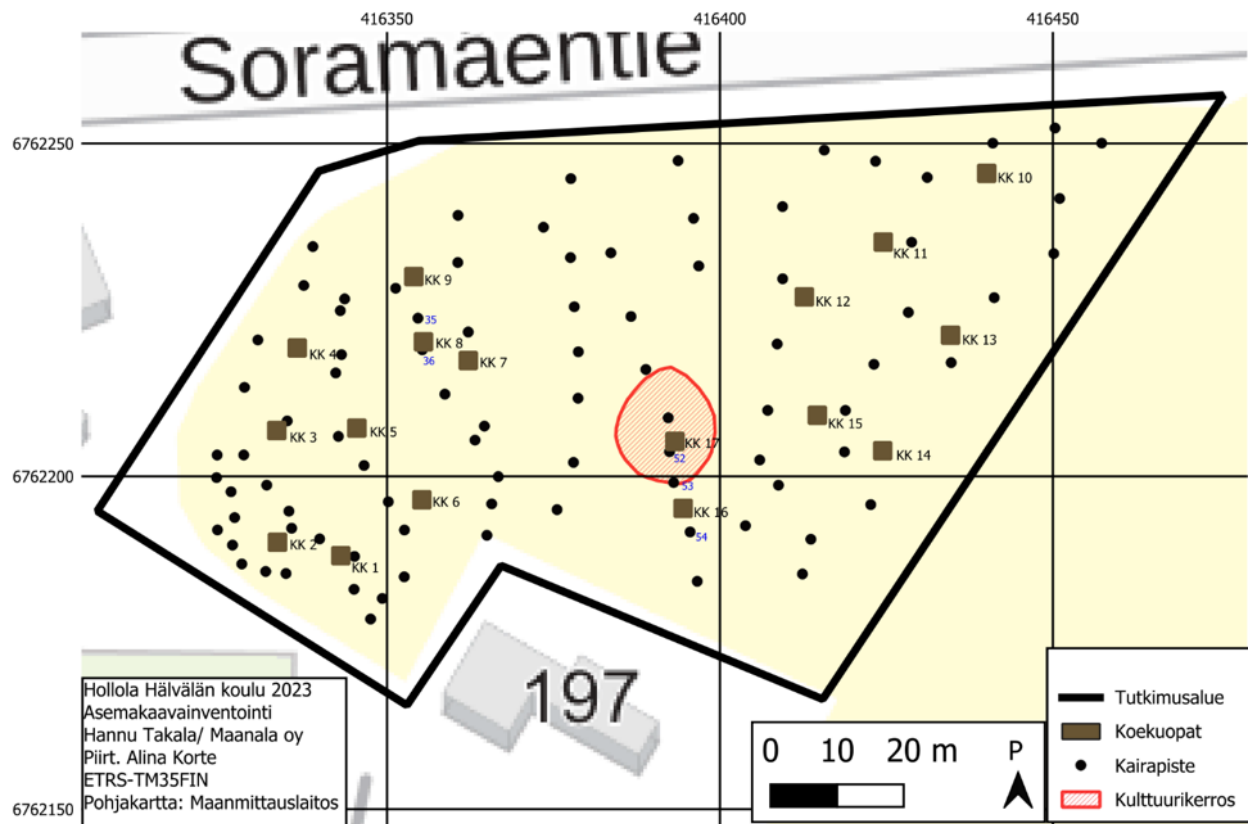 416350
416400
416450
Soramäentie
6762250
KK 10
KK 11
KK 9
KK 12
35
KK 13
KK 8
KK 4
36
KK 7
KK 15
KK 5
KK 3
KK 17
KK 14
52
6762200
53
KK 6
KK 16
54
KK 2
KK 1
197
Hollola Hälvälän koulu 2023
Asemakaavainventointi
Hannu Takala/ Maanala oy
Piirt. Alina Korte
ETRS-TM35FIN
Pohjakartta: Maanmittauslaitos
0 10 20 m P
Tutkimusalue
Koekuopat
Kairapiste
Kulttuurikerros
6762150